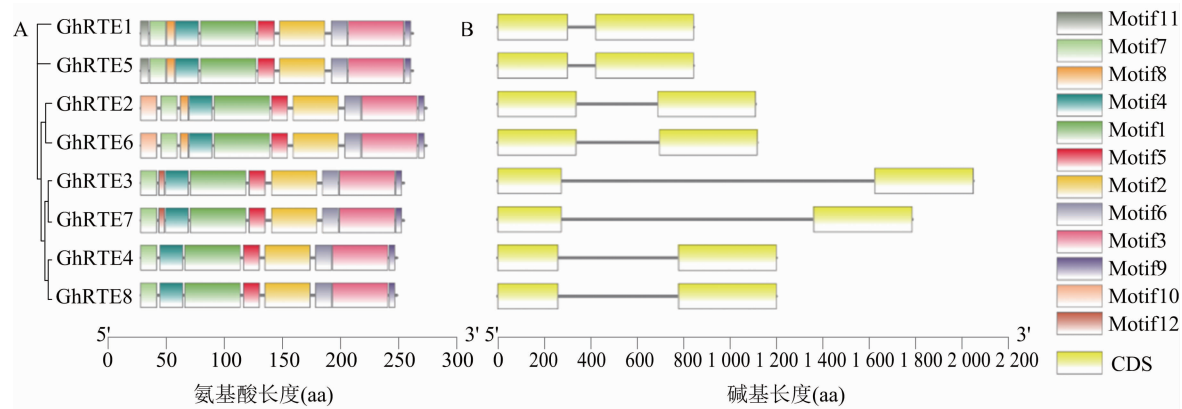 A
GhRTE1
GhRTE5
GhRTE2
GhRTE6
GhRTE3
GhRTE7
GhRTE4
GhRTE8
5' 3'
0 50 100 150 200 250 300
氨基酸长度(aa)
B
5' 3'
0 200 400 600 800 1 000 1 200 1 400 1 600 1 800 2 000 2 200
碱基长度(aa)
Motif11
Motif7
Motif8
Motif4
Motif1
Motif5
Motif2
Motif6
Motif3
Motif9
Motif10
Motif12
CDS